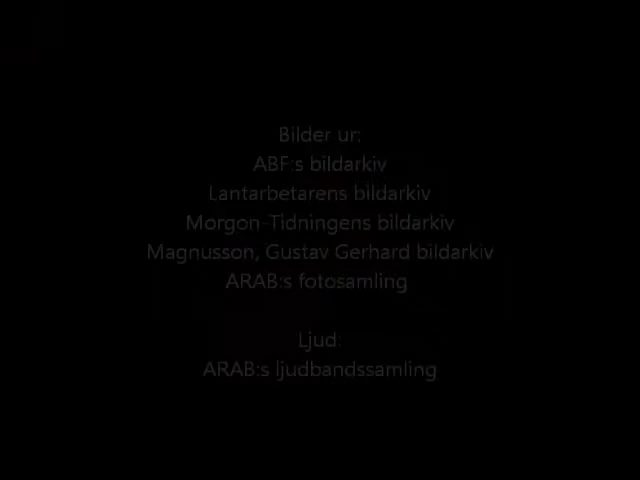 Bilder ur:
ABF:s bildarkiv
Lantarbetarens bildarkiv
Morgon-Tidningens bildarkiv
Magnusson, Gustav Gerhard bildarkiv
ARAB:s fotosamling
Ljud:
ARAB:s ljudbandssamling